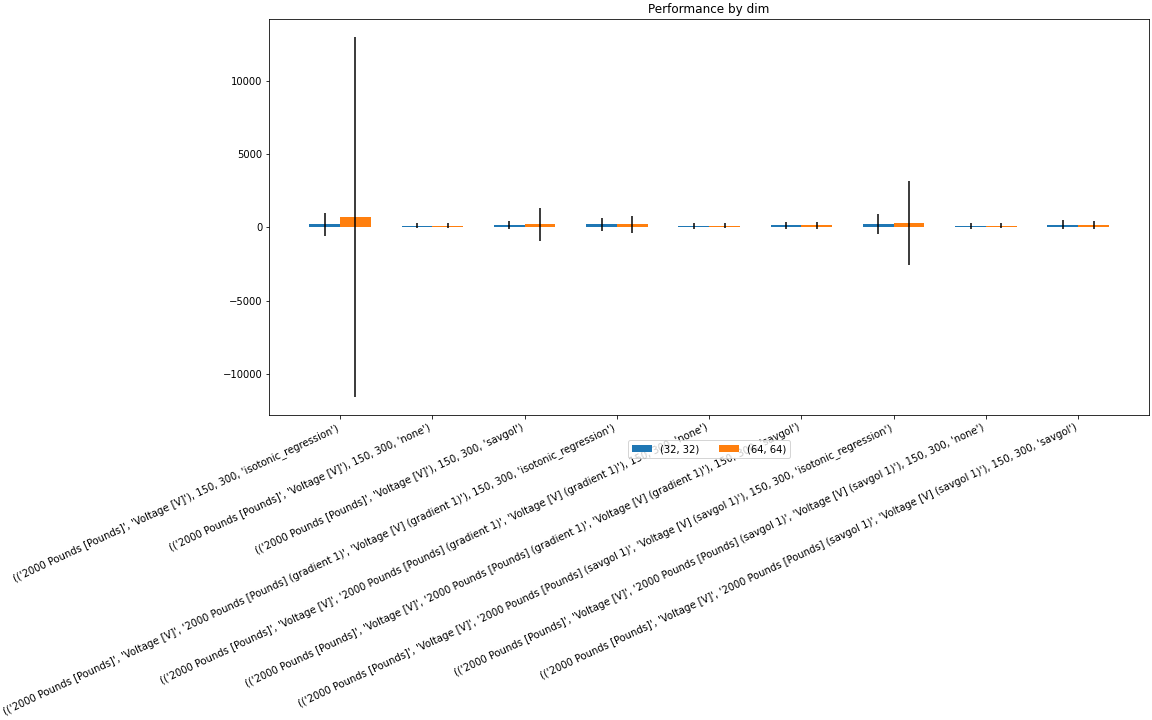 Performance by dim
10000
5000
0
−5000
−10000
(('2000 Pounds [Pounds]', 'Voltage [V]'), 150, 300, 'isotonic_regression')
(('2000 Pounds [Pounds]', 'Voltage [V]'), 150, 300, 'none')
(('2000 Pounds [Pounds]', 'Voltage [V]'), 150, 300, 'savgol')
(('2000 Pounds [Pounds]', 'Voltage [V]', '2000 Pounds [Pounds] (gradient 1)', 'Voltage [V] (gradient 1)'), 150, 300, 'isotonic_regression')
(('2000 Pounds [Pounds]', 'Voltage [V]', '2000 Pounds [Pounds] (gradient 1)', 'Voltage [V] (gradient 1)'), 150, 300, 'none')
(('2000 Pounds [Pounds]', 'Voltage [V]', '2000 Pounds [Pounds] (gradient 1)', 'Voltage [V] (gradient 1)'), 150, 300, 'savgol')
(('2000 Pounds [Pounds]', 'Voltage [V]', '2000 Pounds [Pounds] (savgol 1)', 'Voltage [V] (savgol 1)'), 150, 300, 'isotonic_regression')
(('2000 Pounds [Pounds]', 'Voltage [V]', '2000 Pounds [Pounds] (savgol 1)', 'Voltage [V] (savgol 1)'), 150, 300, 'none')
(('2000 Pounds [Pounds]', 'Voltage [V]', '2000 Pounds [Pounds] (savgol 1)', 'Voltage [V] (savgol 1)'), 150, 300, 'savgol')
(32, 32)
(64, 64)